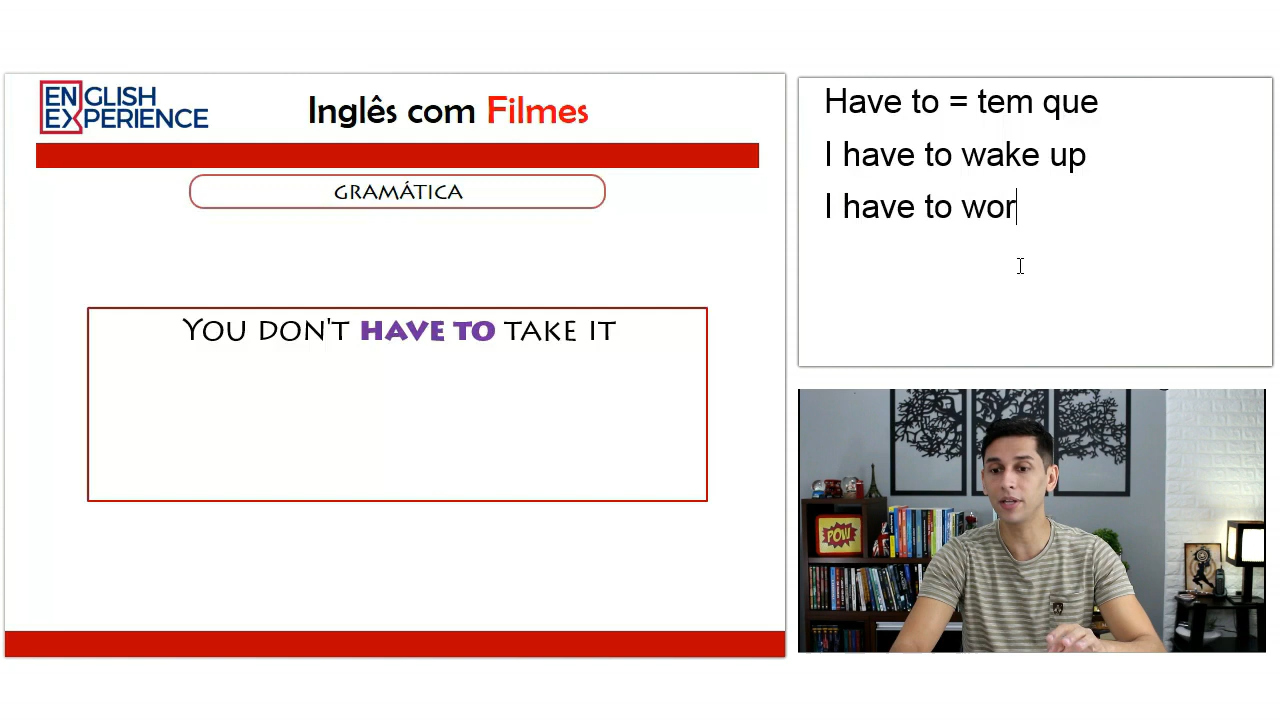 ENGLISH
EXPERIENCE
Inglês com Filmes
GRAMÁTICA
YOU DON'T HAVE TO TAKE IT
Have to = tem que
I have to wake up
I have to wor
POW